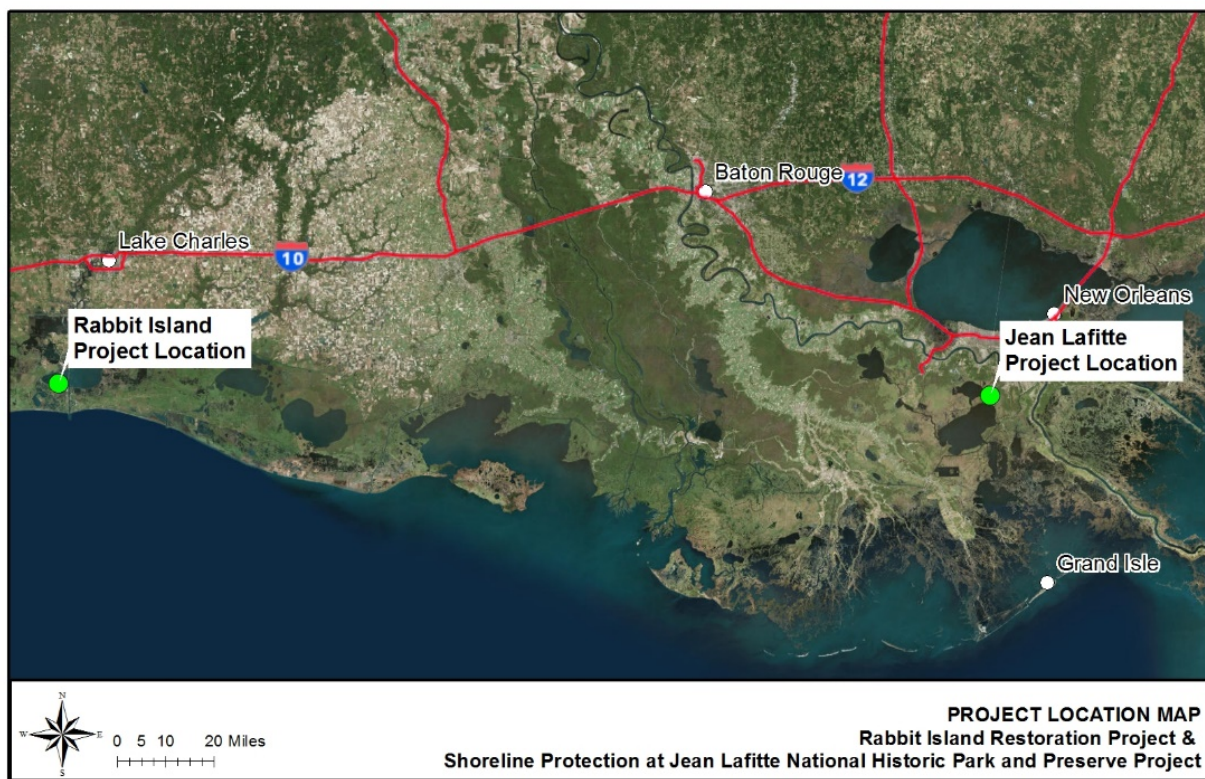 Baton Rouge
12
Lake Charles
10
New Orleans
Rabbit Island
Project Location
Jean Lafitte
Project Location
Grand Isle
N
W E
S
0 5 10 20 Miles
PROJECT LOCATION MAP
Rabbit Island Restoration Project &
Shoreline Protection at Jean Lafitte National Historic Park and Preserve Project